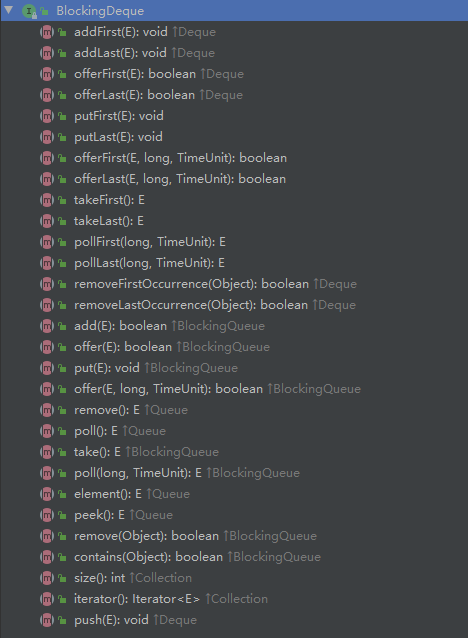 BlockingDeque
addFirst(E): void ↑Deque
addLast(E): void ↑Deque
offerFirst(E): boolean ↑Deque
offerLast(E): boolean ↑Deque
putFirst(E): void
putLast(E): void
offerFirst(E, long, TimeUnit): boolean
offerLast(E, long, TimeUnit): boolean
takeFirst(): E
takeLast(): E
pollFirst(long, TimeUnit): E
pollLast(long, TimeUnit): E
removeFirstOccurrence(Object): boolean ↑Deque
removeLastOccurrence(Object): boolean ↑Deque
add(E): boolean ↑BlockingQueue
offer(E): boolean ↑BlockingQueue
put(E): void ↑BlockingQueue
offer(E, long, TimeUnit): boolean ↑BlockingQueue
remove(): E ↑Queue
poll(): E ↑Queue
take(): E ↑BlockingQueue
poll(long, TimeUnit): E ↑BlockingQueue
element(): E ↑Queue
peek(): E ↑Queue
remove(Object): boolean ↑BlockingQueue
contains(Object): boolean ↑BlockingQueue
size(): int ↑Collection
iterator(): Iterator<E> ↑Collection
push(E): void ↑Deque